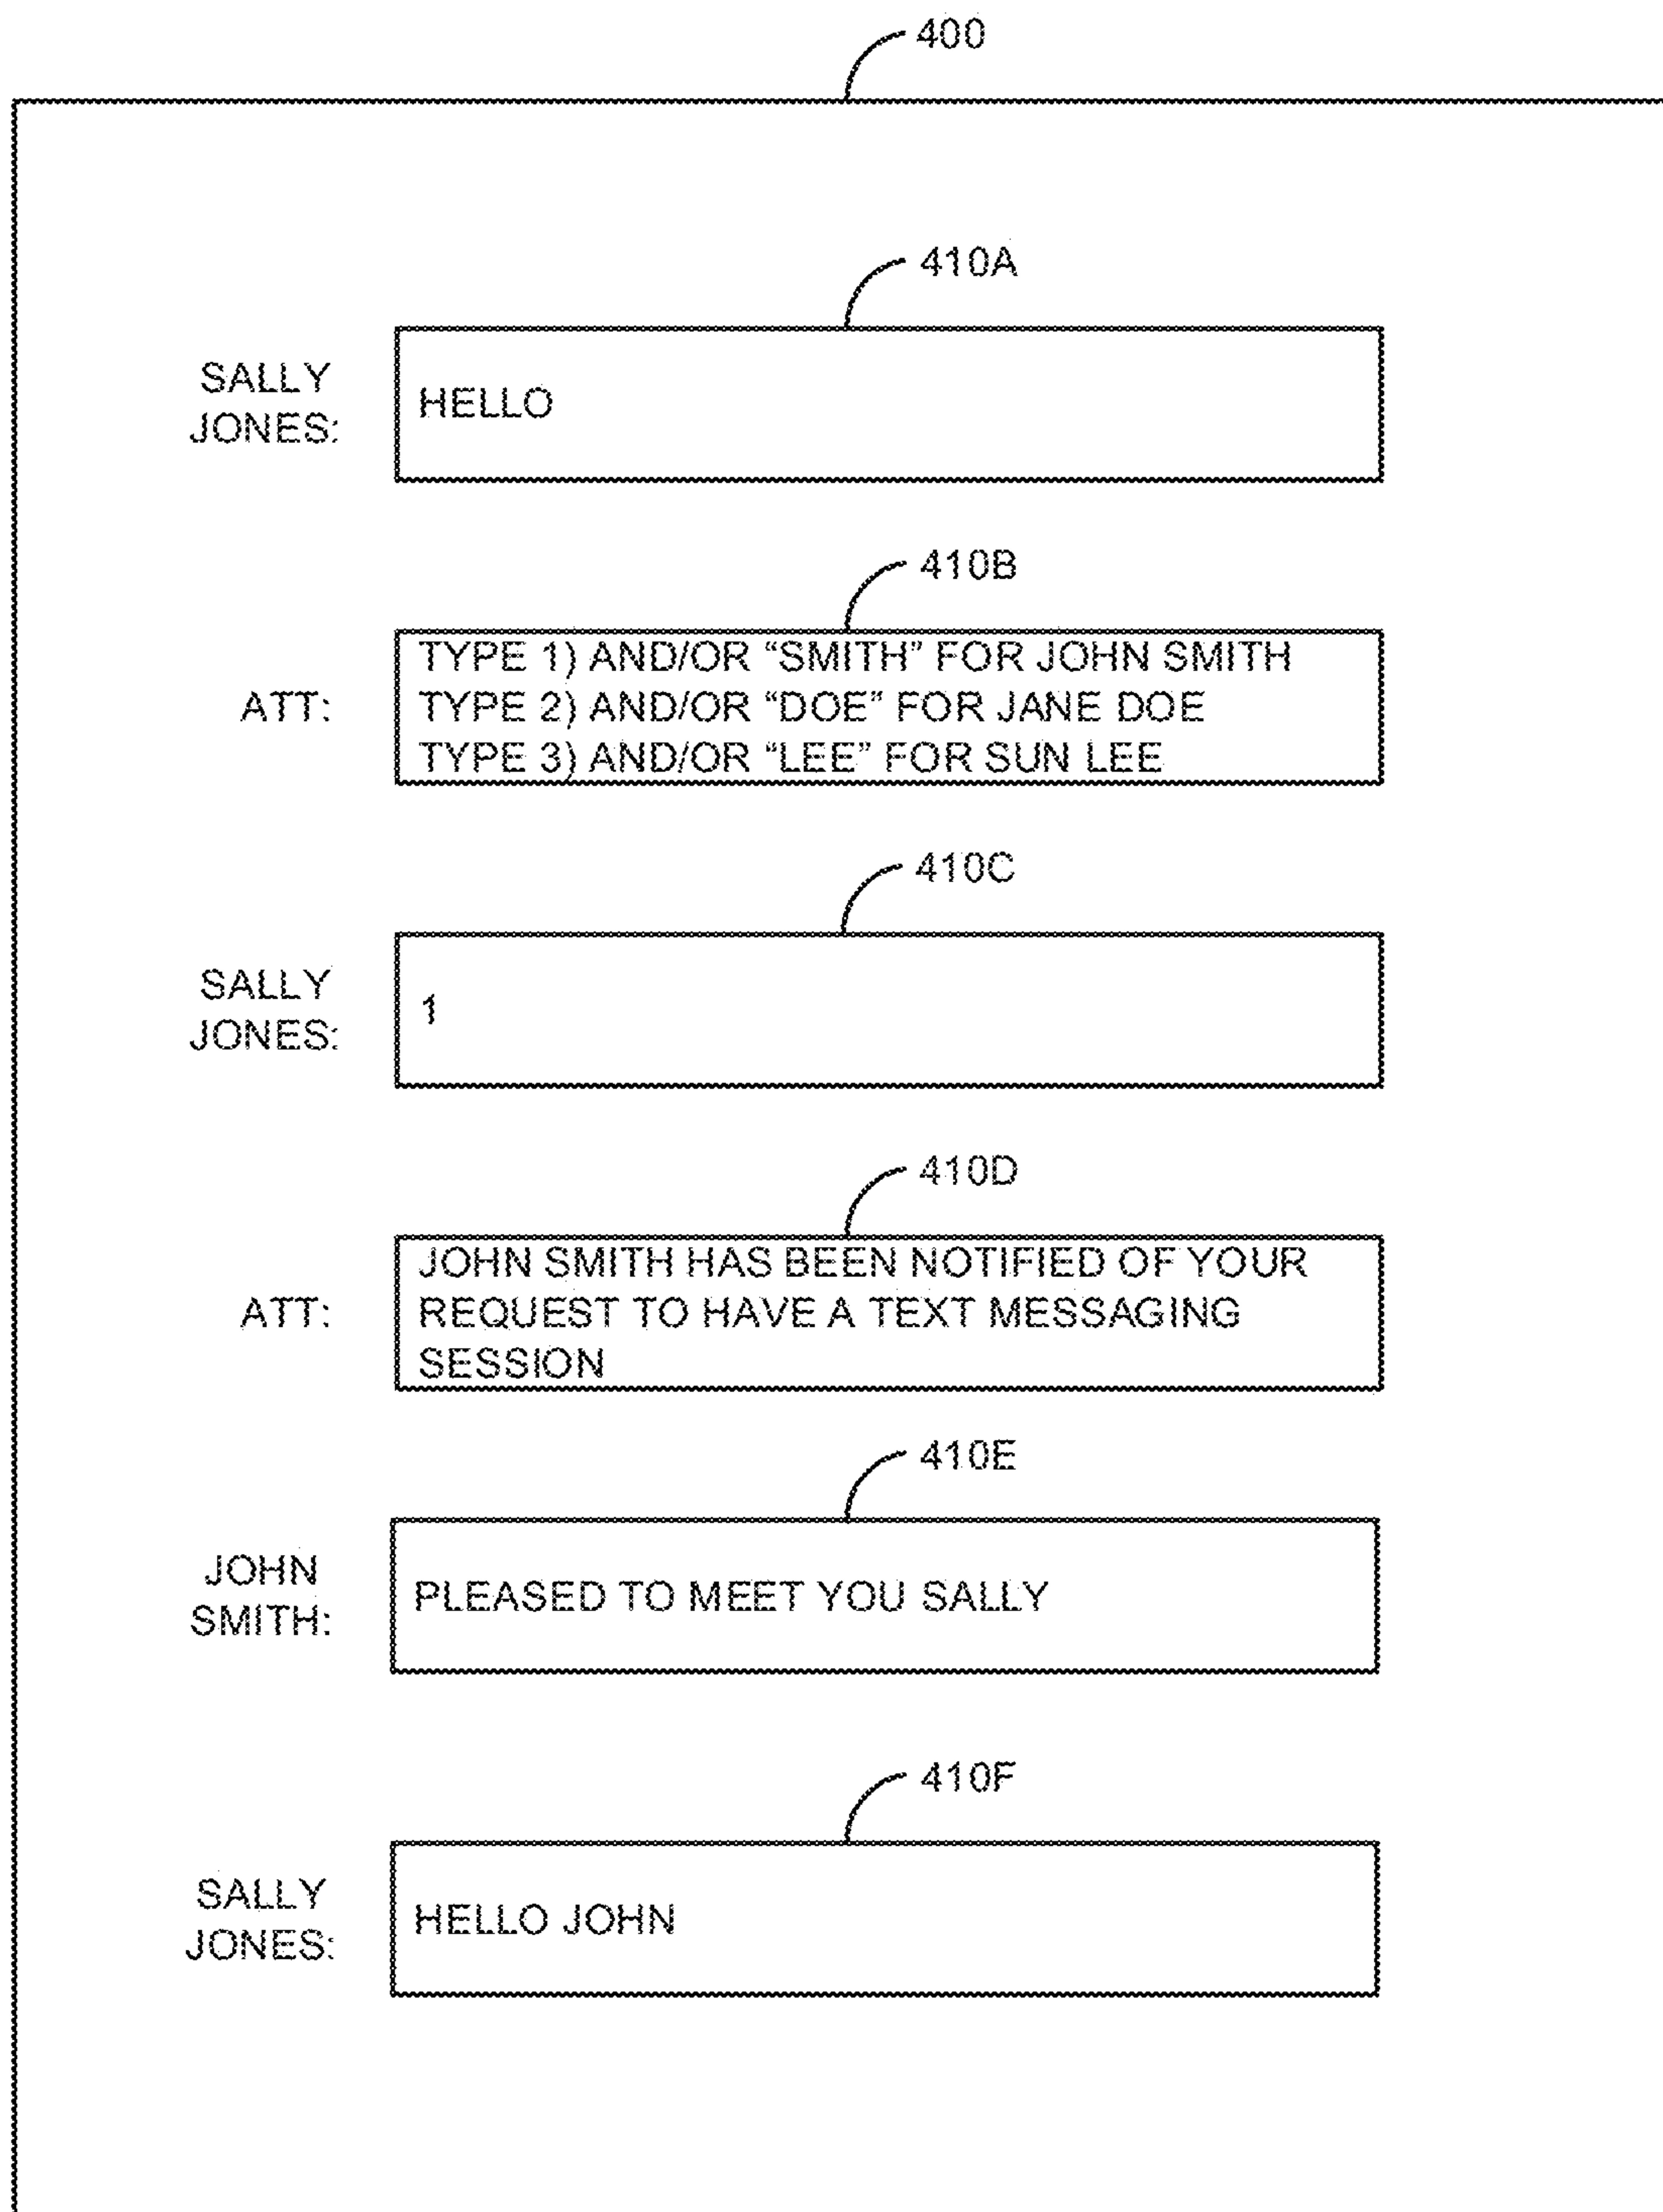 400
410A
SALLY
JONES:
HELLO
410B
ATT:
TYPE 1) AND/OR “SMITH” FOR JOHN SMITH
TYPE 2) AND/OR “DOE” FOR JANE DOE
TYPE 3) AND/OR “LEE” FOR SUN LEE
410C
SALLY
JONES:
1
410D
ATT:
JOHN SMITH HAS BEEN NOTIFIED OF YOUR
REQUEST TO HAVE A TEXT MESSAGING
SESSION
410E
JOHN
SMITH:
PLEASED TO MEET YOU SALLY
410F
SALLY
JONES:
HELLO JOHN